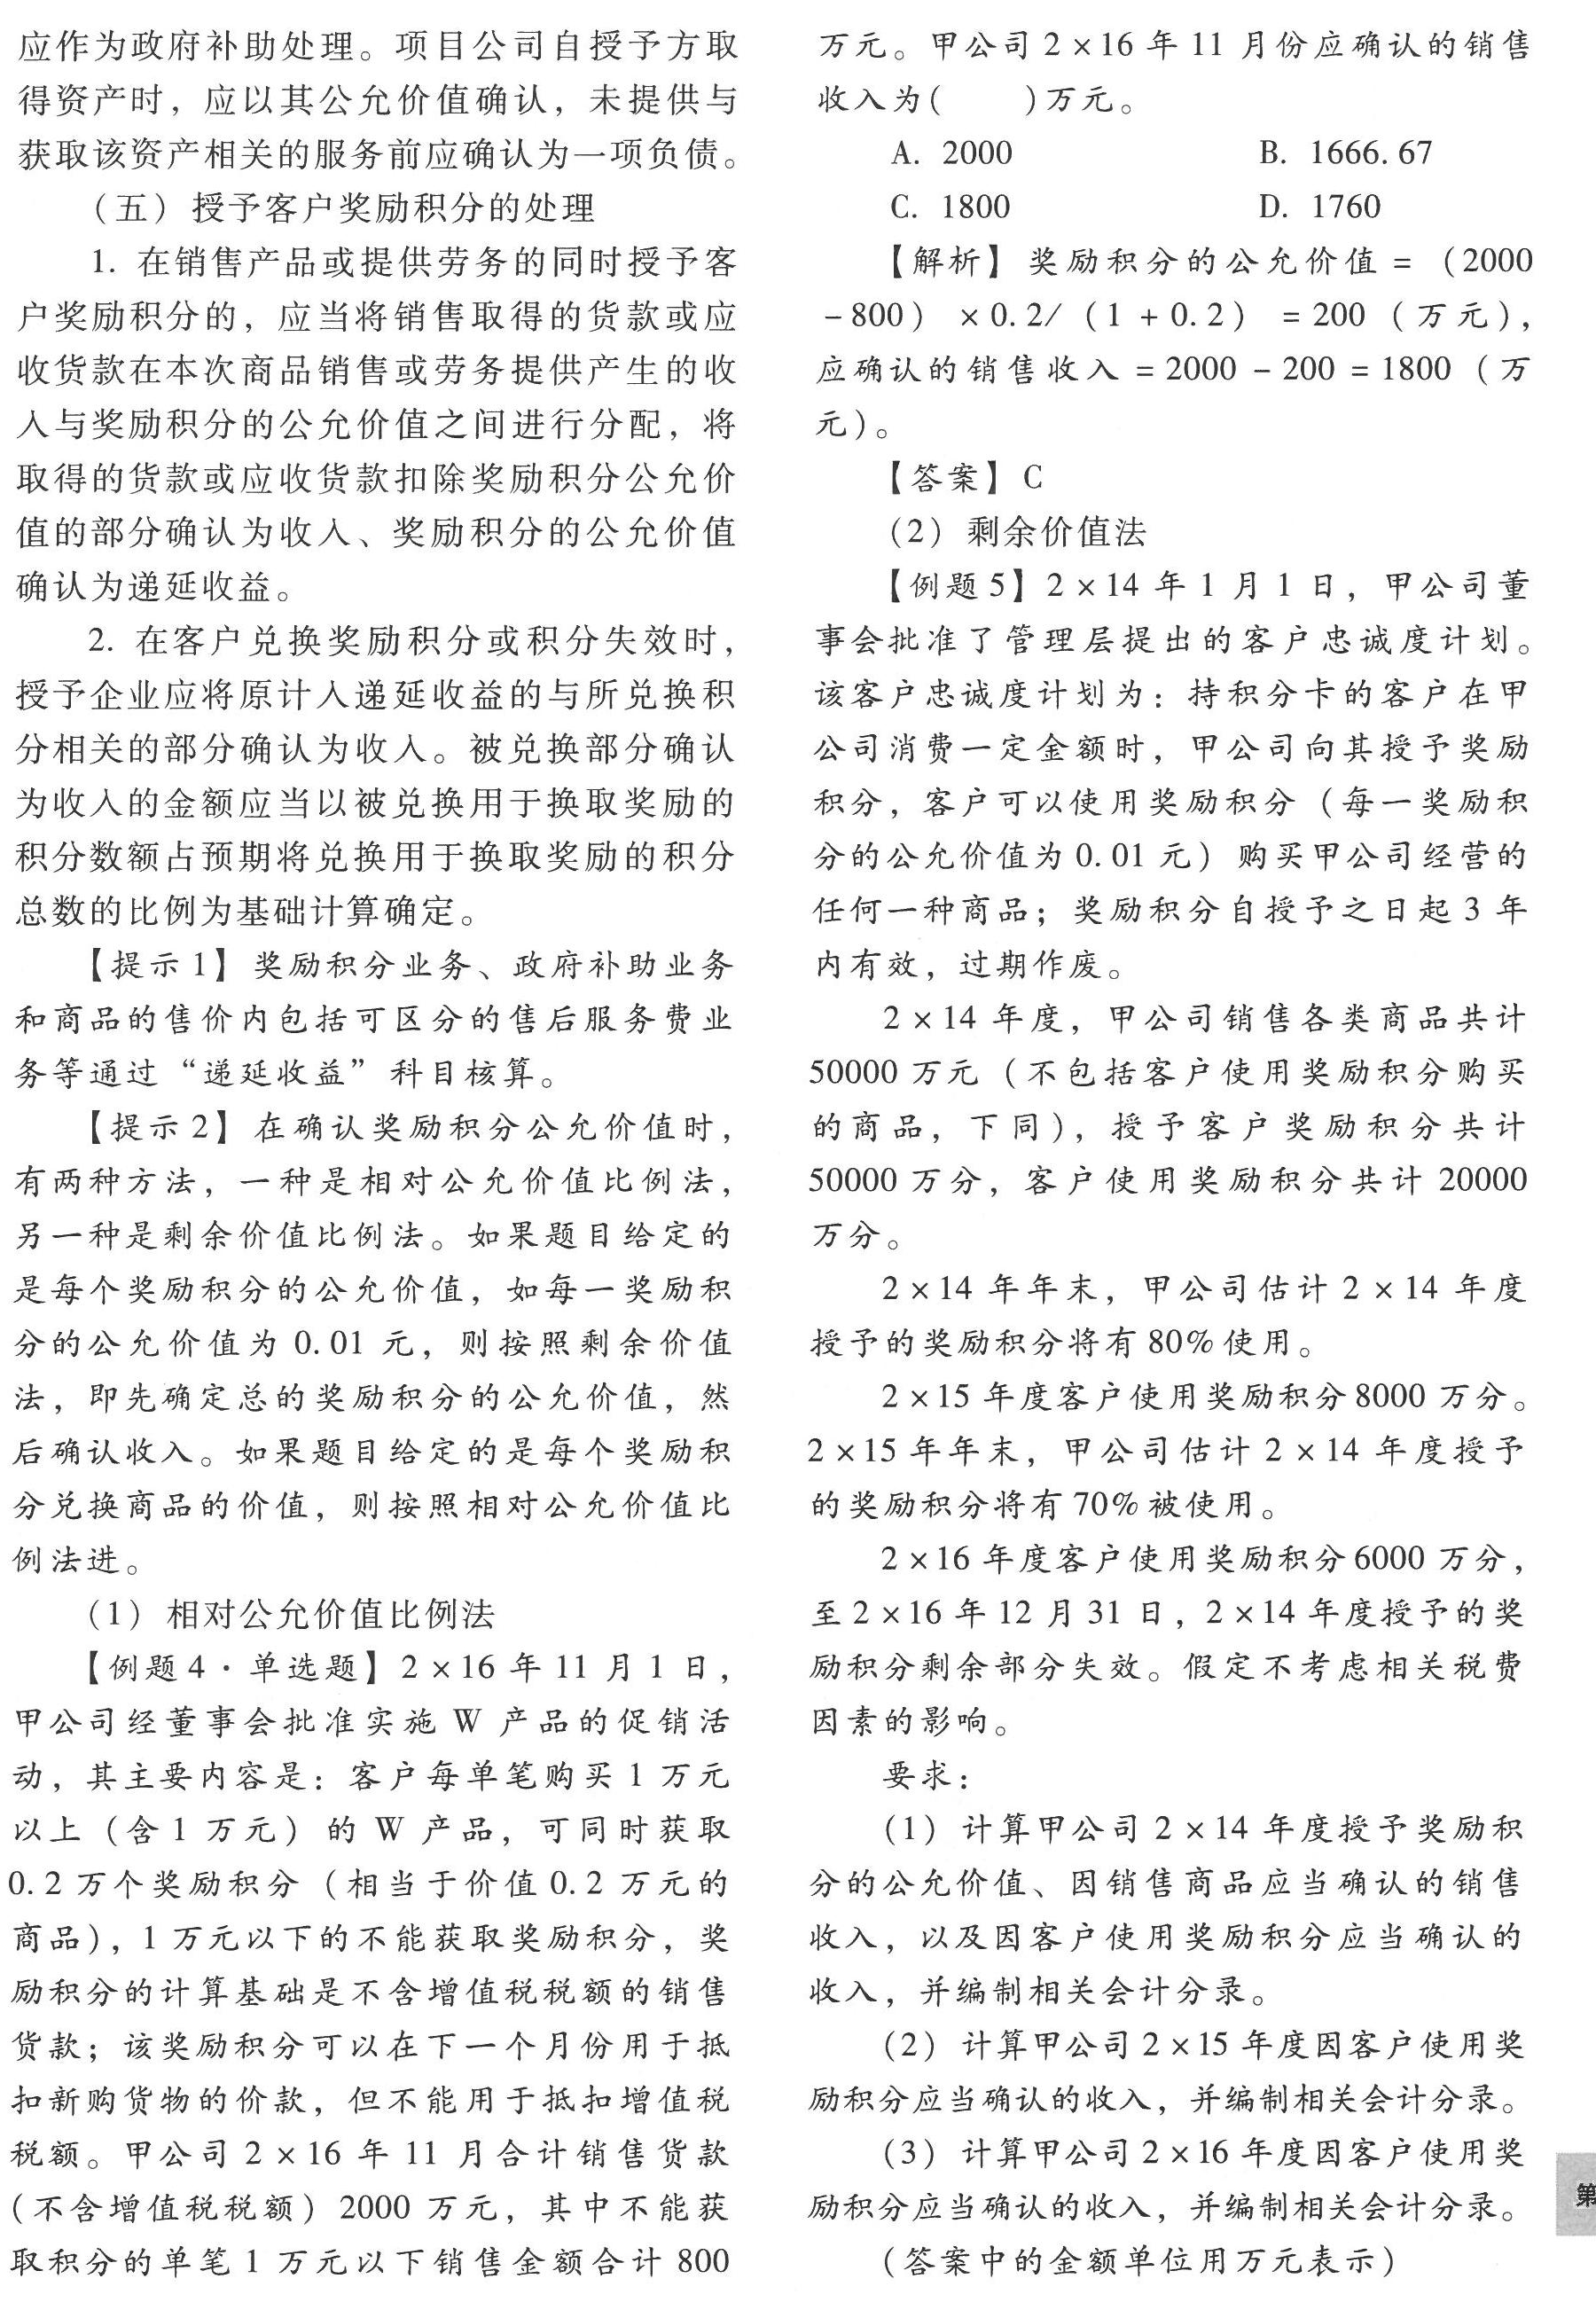 应作为政府补助处理。项目公司自授予方取
得资产时，应以其公允价值确认，未提供与
获取该资产相关的服务前应确认为一项负债。
（五）授予客户奖励积分的处理
1. 在销售产品或提供劳务的同时授予客
户奖励积分的，应当将销售取得的货款或应
收货款在本次商品销售或劳务提供产生的收
入与奖励积分的公允价值之间进行分配，将
取得的货款或应收货款扣除奖励积分公允价
值的部分确认为收入、奖励积分的公允价值
确认为递延收益。
2. 在客户兑换奖励积分或积分失效时，
授予企业应将原计入递延收益的与所兑换积
分相关的部分确认为收入。被兑换部分确认
为收入的金额应当以被兑换用于换取奖励的
积分数额占预期将兑换用于换取奖励的积分
总数的比例为基础计算确定。
【提示1】奖励积分业务、政府补助业务
和商品的售价内包括可区分的售后服务费业
务等通过“递延收益”科目核算。
【提示2】在确认奖励积分公允价值时，
有两种方法，一种是相对公允价值比例法，
另一种是剩余价值比例法。如果题目给定的
是每个奖励积分的公允价值，如每一奖励积
分的公允价值为0.01元，则按照剩余价值
法，即先确定总的奖励积分的公允价值，然
后确认收入。如果题目给定的是每个奖励积
分兑换商品的价值，则按照相对公允价值比
例法进。
（1）相对公允价值比例法
【例题4·单选题】2×16年11月1日，
甲公司经董事会批准实施W产品的促销活
动，其主要内容是：客户每单笔购买1万元
以上（含1万元）的W产品，可同时获取
0.2万个奖励积分（相当于价值0.2万元的
商品），1万元以下的不能获取奖励积分，奖
励积分的计算基础是不含增值税税额的销售
货款；该奖励积分可以在下一个月份用于抵
扣新购货物的价款，但不能用于抵扣增值税
税额。甲公司2×16年11月合计销售货款
（不含增值税税额）2000万元，其中不能获
取积分的单笔1万元以下销售金额合计800
万元。甲公司2×16年11月份应确认的销售
收入为（　　）万元。
A. 2000　　B. 1666.67
C. 1800　　D. 1760
【解析】奖励积分的公允价值=（2000
-800）×0.2/（1+0.2）=200（万元），
应确认的销售收入=2000-200=1800（万
元）。
【答案】C
（2）剩余价值法
【例题5】2×14年1月1日，甲公司董
事会批准了管理层提出的客户忠诚度计划。
该客户忠诚度计划为：持积分卡的客户在甲
公司消费一定金额时，甲公司向其授予奖励
积分，客户可以使用奖励积分（每一奖励积
分的公允价值为0.01元）购买甲公司经营的
任何一种商品；奖励积分自授予之日起3年
内有效，过期作废。
2×14年度，甲公司销售各类商品共计
50000万元（不包括客户使用奖励积分购买
的商品，下同），授予客户奖励积分共计
50000万分，客户使用奖励积分共计20000
万分。
2×14年年末，甲公司估计2×14年度
授予的奖励积分将有80%使用。
2×15年度客户使用奖励积分8000万分。
2×15年年末，甲公司估计2×14年度授予
的奖励积分将有70%被使用。
2×16年度客户使用奖励积分6000万分，
至2×16年12月31日，2×14年度授予的奖
励积分剩余部分失效。假定不考虑相关税费
因素的影响。
要求：
（1）计算甲公司2×14年度授予奖励积
分的公允价值、因销售商品应当确认的销售
收入，以及因客户使用奖励积分应当确认的
收入，并编制相关会计分录。
（2）计算甲公司2×15年度因客户使用奖
励积分应当确认的收入，并编制相关会计分录。
（3）计算甲公司2×16年度因客户使用奖
励积分应当确认的收入，并编制相关会计分录。
（答案中的金额单位用万元表示）
第